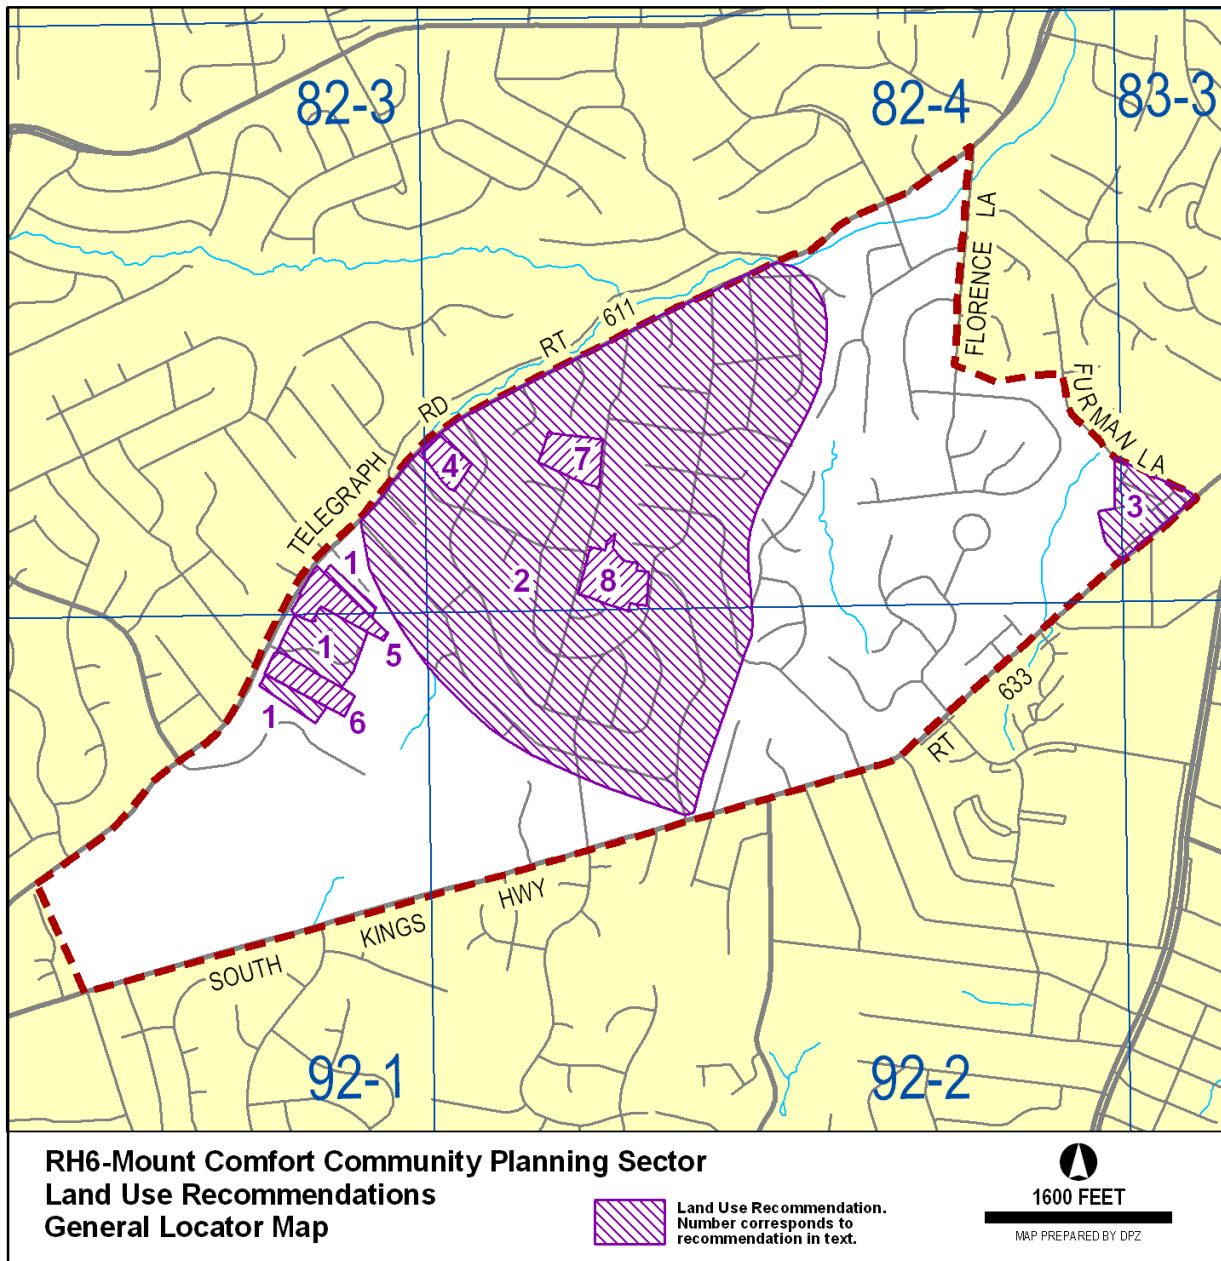 82-3
82-4
83-3
FLORENCE LA
RT 611
FURMAN LA
TELEGRAPH RD
4
7
3
1
2
8
1
5
1
6
RT 633
SOUTH KINGS HWY
92-1
92-2
RH6-Mount Comfort Community Planning Sector
Land Use Recommendations
General Locator Map
Land Use Recommendation.
Number corresponds to
recommendation in text.
1600 FEET
MAP PREPARED BY DPZ